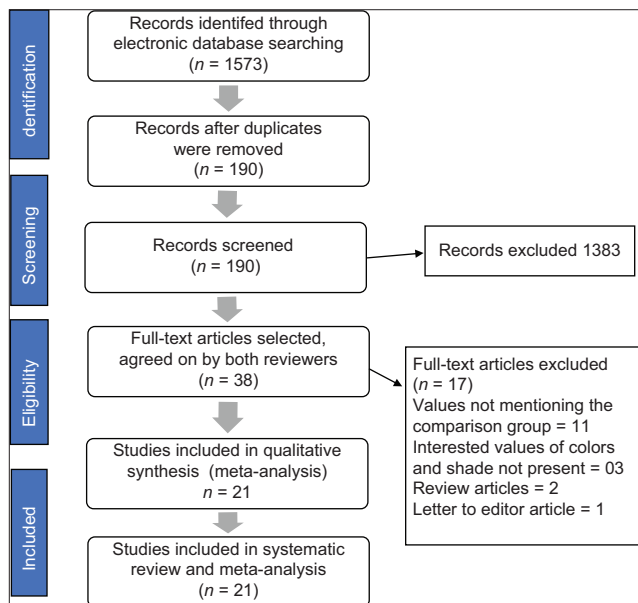 dentification
Records identifed through
electronic database searching
(n = 1573)
Records after duplicates
were removed
(n = 190)
Screening
Records screened
(n = 190)
Records excluded 1383
Eligibility
Full-text articles selected,
agreed on by both reviewers
(n = 38)
Full-text articles excluded
(n = 17)
Values not mentioning the
comparison group = 11
Interested values of colors
and shade not present = 03
Review articles = 2
Letter to editor article = 1
Studies included in qualitative
synthesis (meta-analysis)
n = 21
Included
Studies included in systematic
review and meta-analysis
(n = 21)